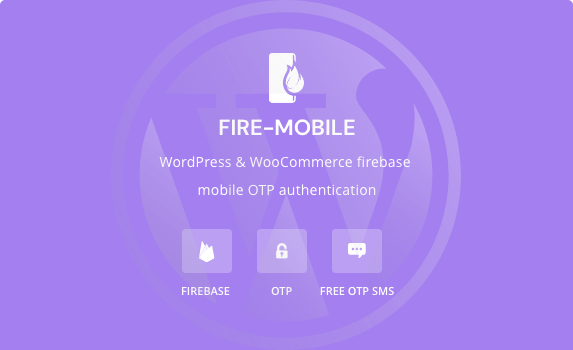 FIRE-MOBILE
WordPress & WooCommerce firebase
mobile OTP authentication
FIREBASE OTP FREE OTP SMS